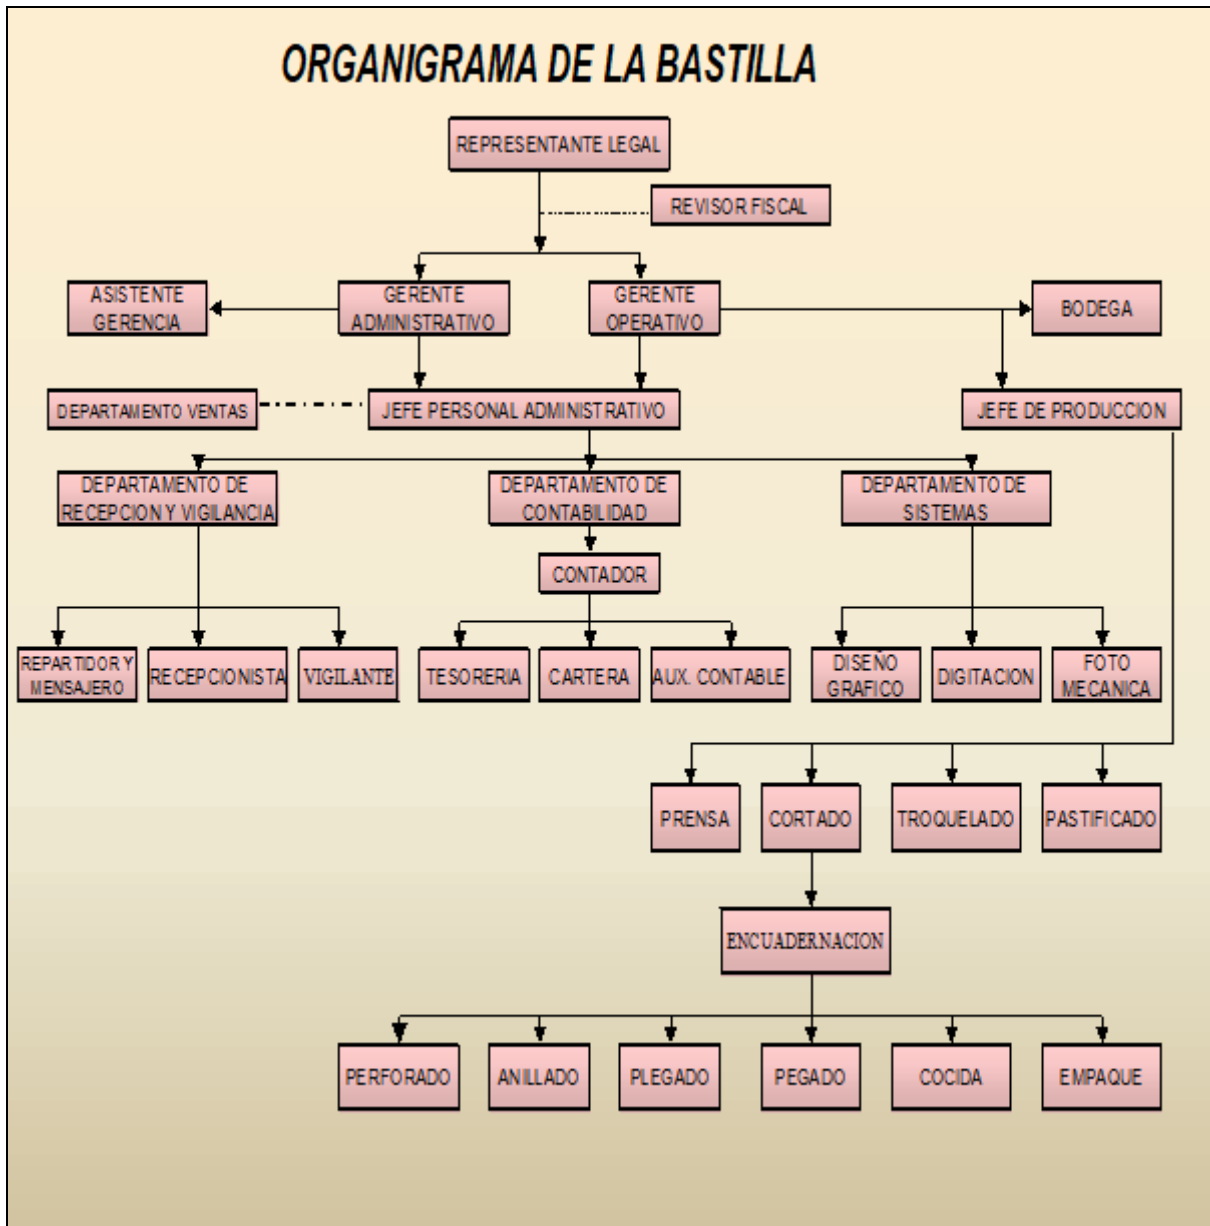 ORGANIGRAMA DE LA BASTILLA
REPRESENTANTE LEGAL
REVISOR FISCAL
ASISTENTE
GERENCIA
GERENTE
ADMINISTRATIVO
GERENTE
OPERATIVO
BODEGA
DEPARTAMENTO VENTAS
JEFE PERSONAL ADMINISTRATIVO
JEFE DE PRODUCCION
DEPARTAMENTO DE
RECEPCION Y VIGILANCIA
DEPARTAMENTO DE
CONTABILIDAD
DEPARTAMENTO DE
SISTEMAS
CONTADOR
REPARTIDOR Y
MENSAJERO
RECEPCIONISTA
VIGILANTE
TESORERIA
CARTERA
AUX. CONTABLE
DISEÑO
GRAFICO
DIGITACION
FOTO
MECANICA
PRENSA
CORTADO
TROQUELADO
PASTIFICADO
ENCUADERNACION
PERFORADO
ANILLADO
PLEGADO
PEGADO
COCIDA
EMPAQUE